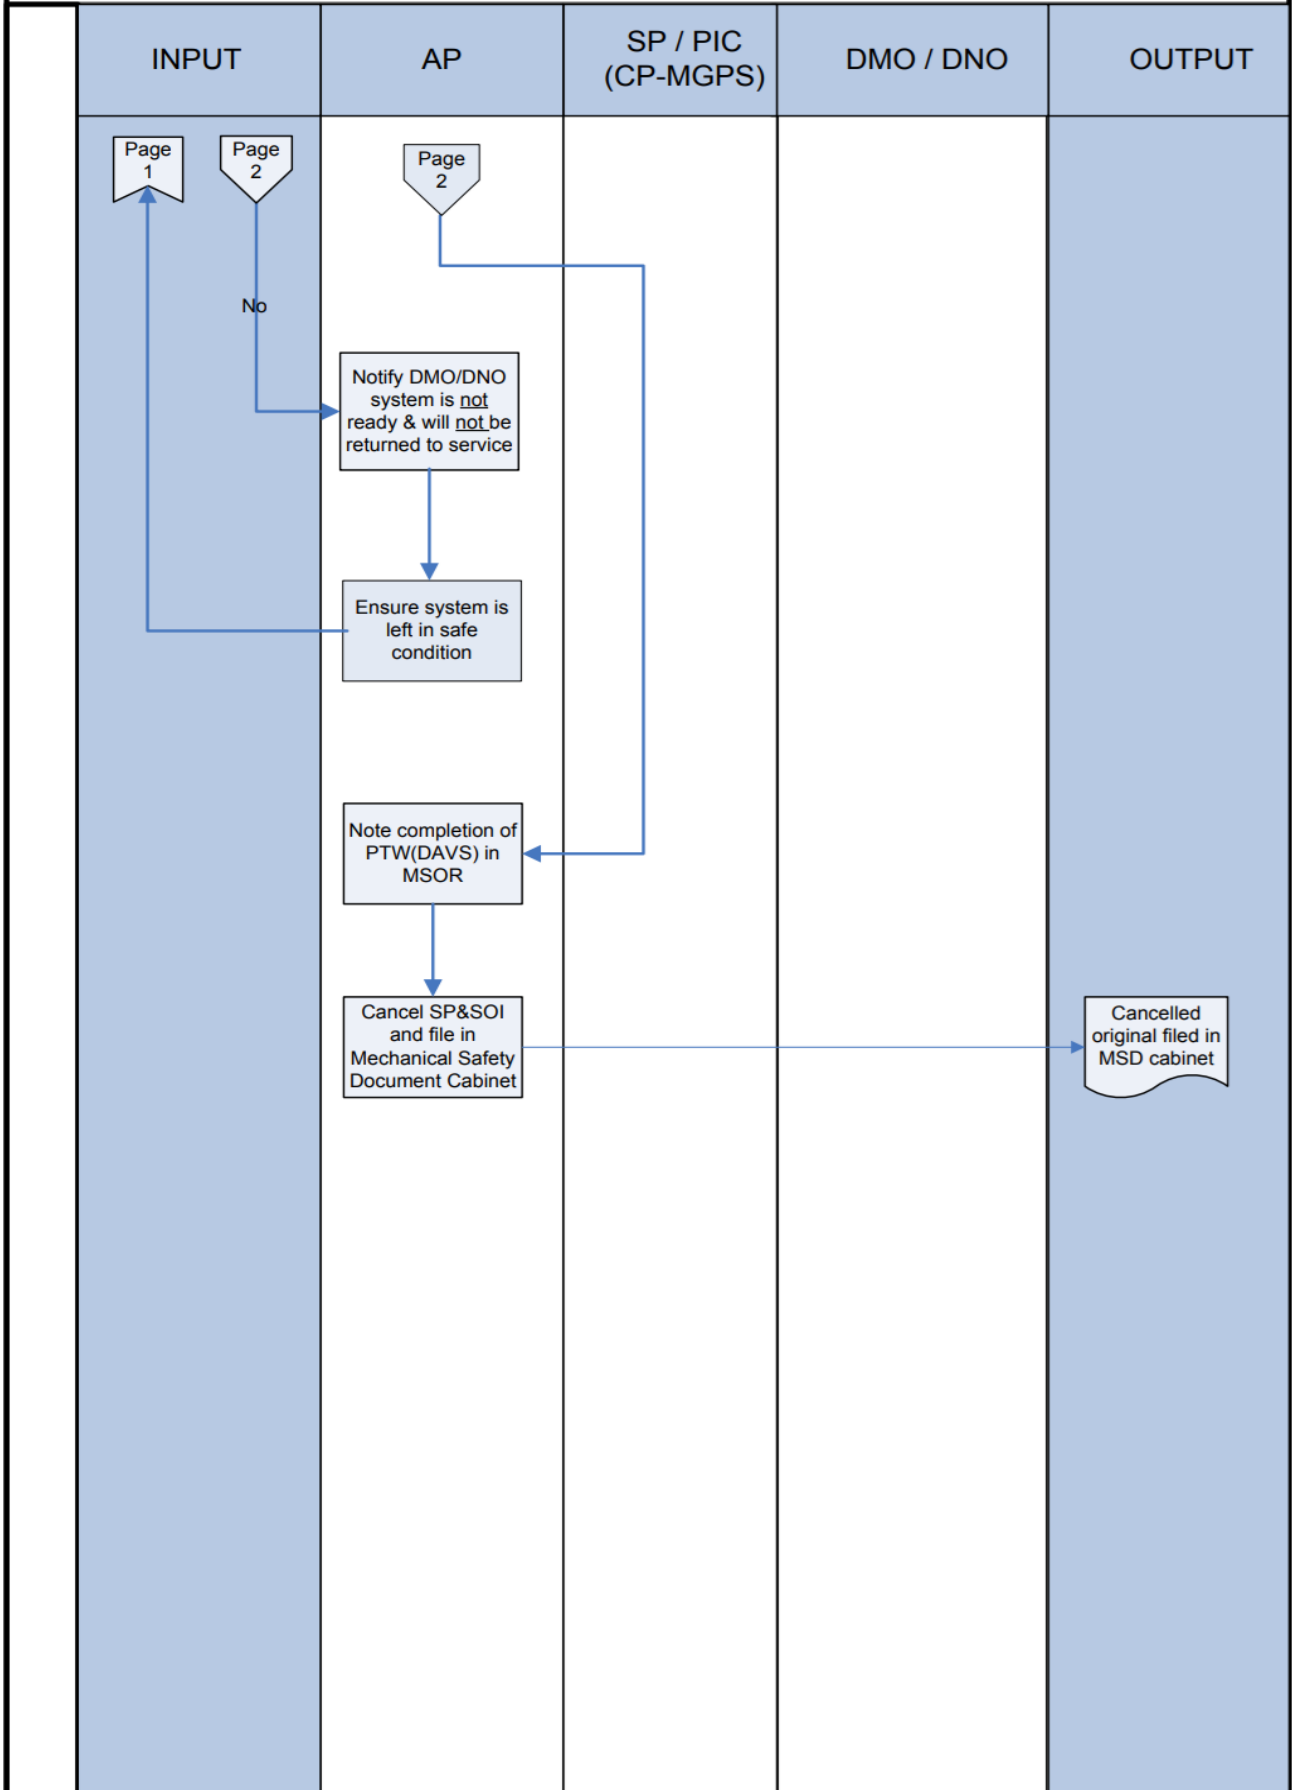 INPUT
AP
SP / PIC
(CP-MGPS)
DMO / DNO
OUTPUT
Page
1
Page
2
Page
2
No
Notify DMO/DNO
system is not
ready & will not be
returned to service
Ensure system is
left in safe
condition
Note completion of
PTW(DAVS) in
MSOR
Cancel SP&SOI
and file in
Mechanical Safety
Document Cabinet
Cancelled
original filed in
MSD cabinet